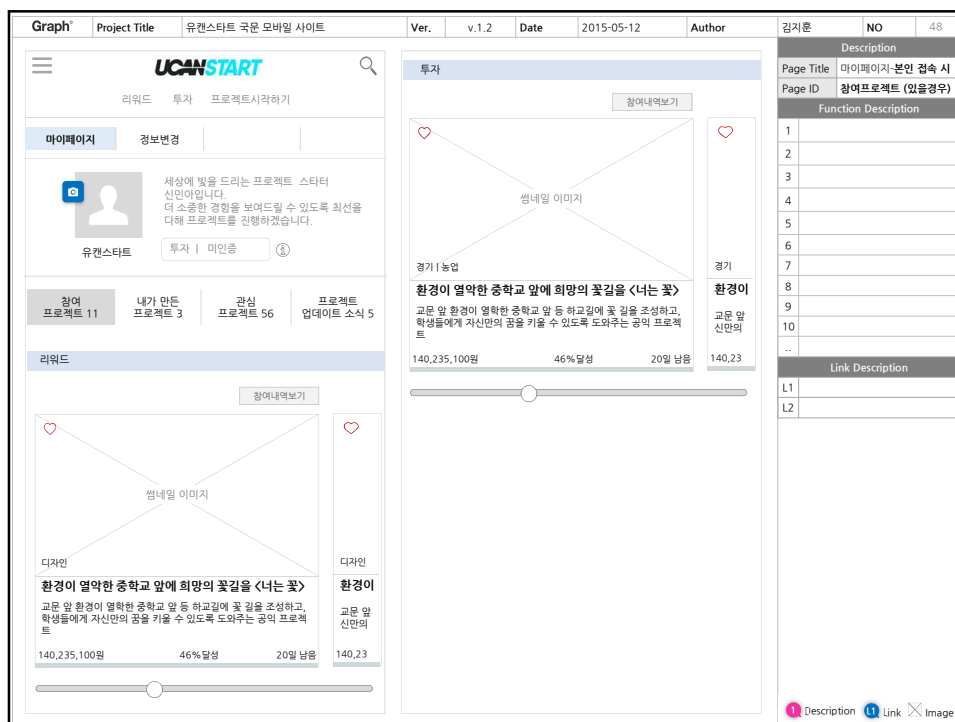 Graph° Project Title 유캔스타트 국문 모바일 사이트 Ver. v.1.2 Date 2015-05-12 Author 김지훈 NO 48
UCANSTART
리워드 투자 프로젝트시작하기
마이페이지 정보변경
세상에 빛을 드리는 프로젝트 스타터
신민아입니다.
더 소중한 경험을 보여드릴 수 있도록 최선을
다해 프로젝트를 진행하겠습니다.
유캔스타트
투자 | 미인증
참여
프로젝트 11
내가 만든
프로젝트 3
관심
프로젝트 56
프로젝트
업데이트 소식 5
리워드
참여내역보기
썸네일 이미지
디자인
환경이 열악한 중학교 앞에 희망의 꽃길을 <너는 꽃>
교문 앞 환경이 열학한 중학교 앞 등 하교길에 꽃 길을 조성하고,
학생들에게 자신만의 꿈을 키울 수 있도록 도와주는 공익 프로젝
트
140,235,100원 46%달성 20일 남음
디자인
환경이
교문 앞
신만의
140,23
투자
참여내역보기
썸네일 이미지
경기 | 농업
환경이 열악한 중학교 앞에 희망의 꽃길을 <너는 꽃>
교문 앞 환경이 열학한 중학교 앞 등 하교길에 꽃 길을 조성하고,
학생들에게 자신만의 꿈을 키울 수 있도록 도와주는 공익 프로젝
트
140,235,100원 46%달성 20일 남음
경기
환경이
교문 앞
신만의
140,23
Description
Page Title 마이페이지-본인 접속 시
Page ID 참여프로젝트 (있을경우)
Function Description
1
2
3
4
5
6
7
8
9
10
..
Link Description
L1
L2
1 Description L1 Link Image